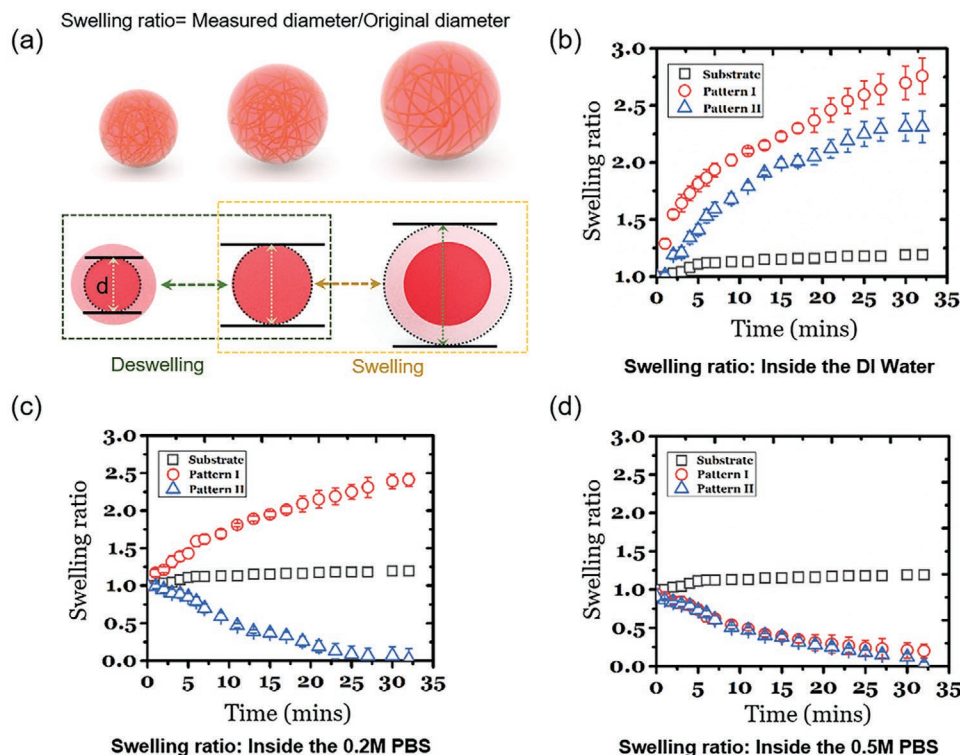 Swelling ratio= Measured diameter/Original diameter
(a)
d
Deswelling
Swelling
(b)
3.0
2.5
2.0
1.5
1.0
Swelling ratio
Substrate
Pattern I
Pattern II
0 5 10 15 20 25 30 35
Time (mins)
Swelling ratio: Inside the DI Water
(c)
3.0
2.5
2.0
1.5
1.0
0.5
0.0
Swelling ratio
Substrate
Pattern I
Pattern II
0 5 10 15 20 25 30 35
Time (mins)
Swelling ratio: Inside the 0.2M PBS
(d)
3.0
2.5
2.0
1.5
1.0
0.5
0
Swelling ratio
Substrate
Pattern I
Pattern II
0 5 10 15 20 25 30 35
Time (mins)
Swelling ratio: Inside the 0.5M PBS